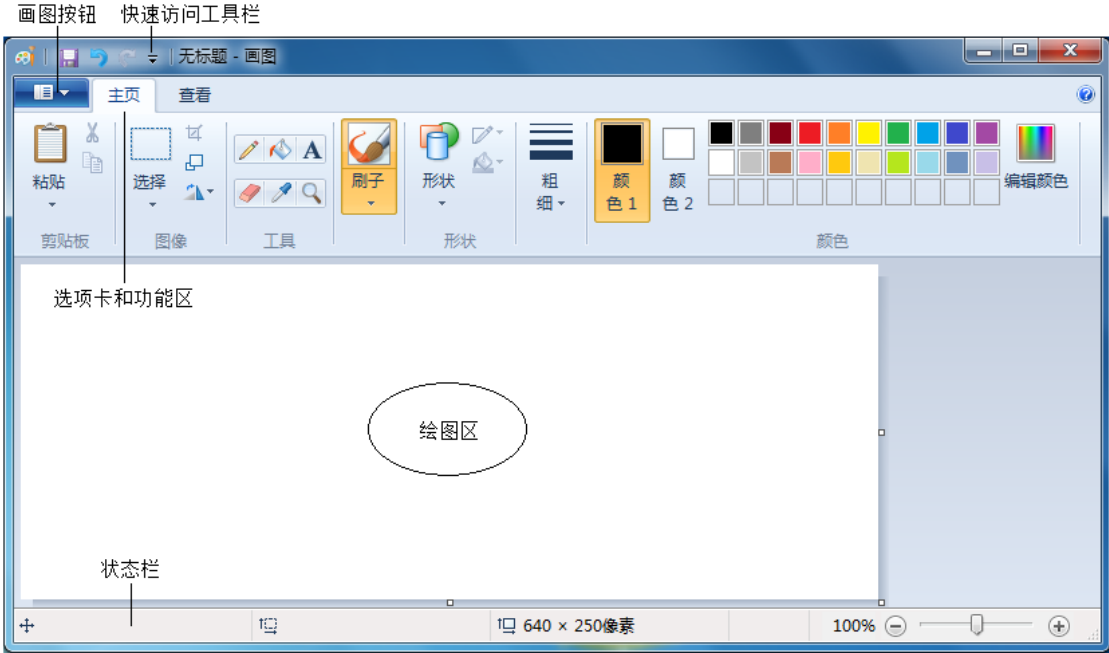 画图按钮 快速访问工具栏
无标题 - 画图
主页 查看
粘贴
选择
A
刷子
形状
粗
细
颜
色 1
颜
色 2
编辑颜色
剪贴板 图像 工具 形状 颜色
选项卡和功能区
绘图区
状态栏
640 × 250像素 100%